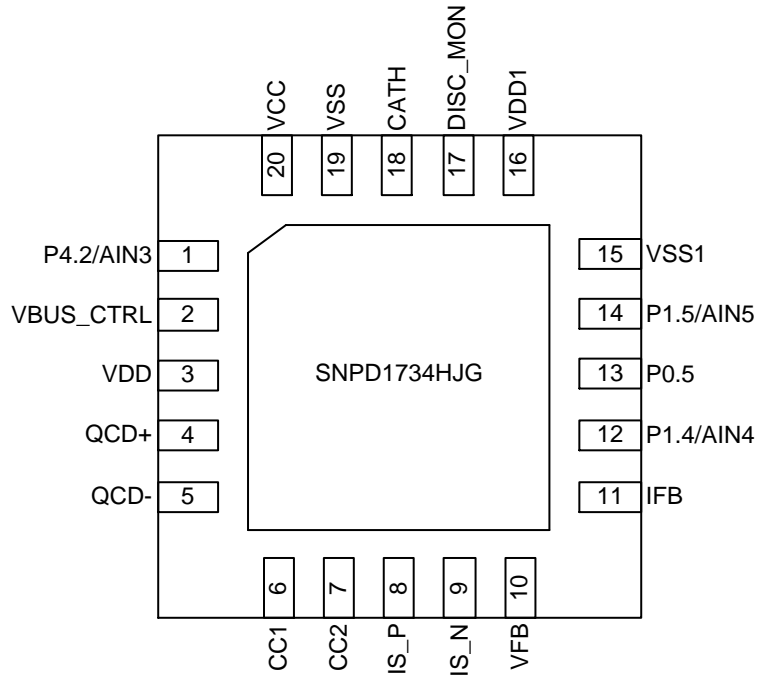 VCC
VSS
CATH
DISC_MON
VDD1
20
19
18
17
16
P4.2/AIN3 1
VBUS_CTRL 2
VDD 3
QCD+ 4
QCD- 5
SNPD1734HJG
15 VSS1
14 P1.5/AIN5
13 P0.5
12 P1.4/AIN4
11 IFB
6
7
8
9
10
CC1
CC2
IS_P
IS_N
VFB